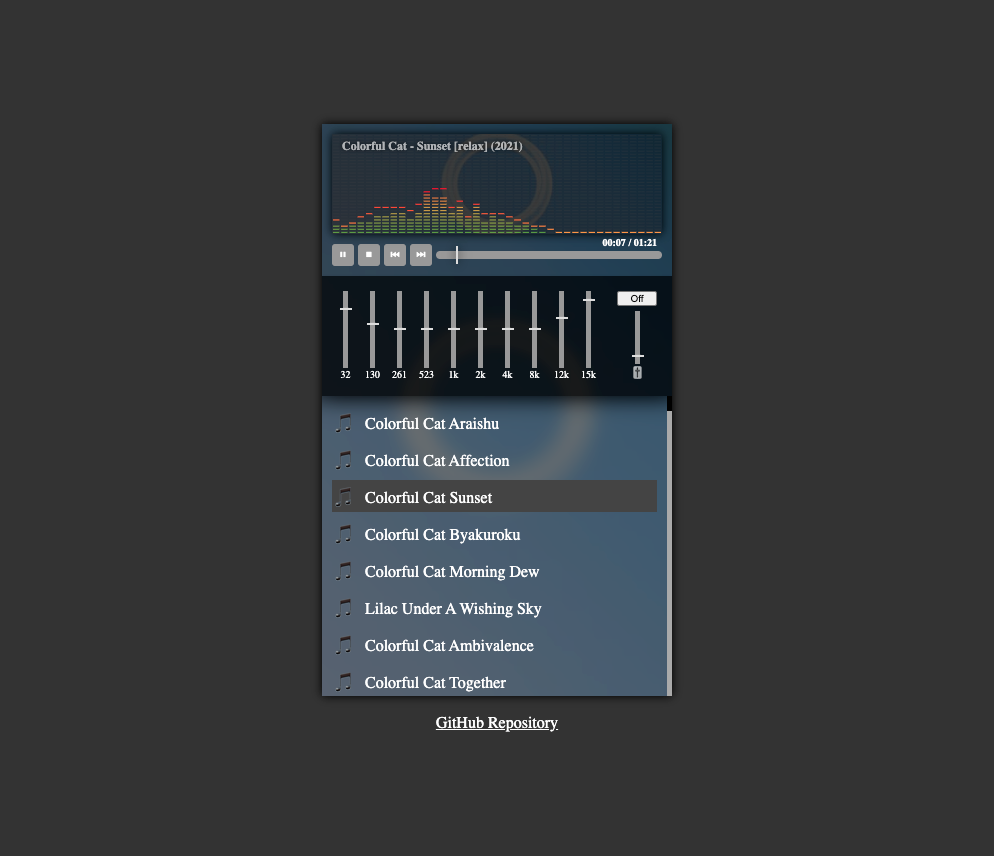 Colorful Cat - Sunset [relax] (2021)
00:07 / 01:21
Off
32 130 261 523 1k 2k 4k 8k 12k 15k
Colorful Cat Araishu
Colorful Cat Affection
Colorful Cat Sunset
Colorful Cat Byakuroku
Colorful Cat Morning Dew
Lilac Under A Wishing Sky
Colorful Cat Ambivalence
Colorful Cat Together
GitHub Repository